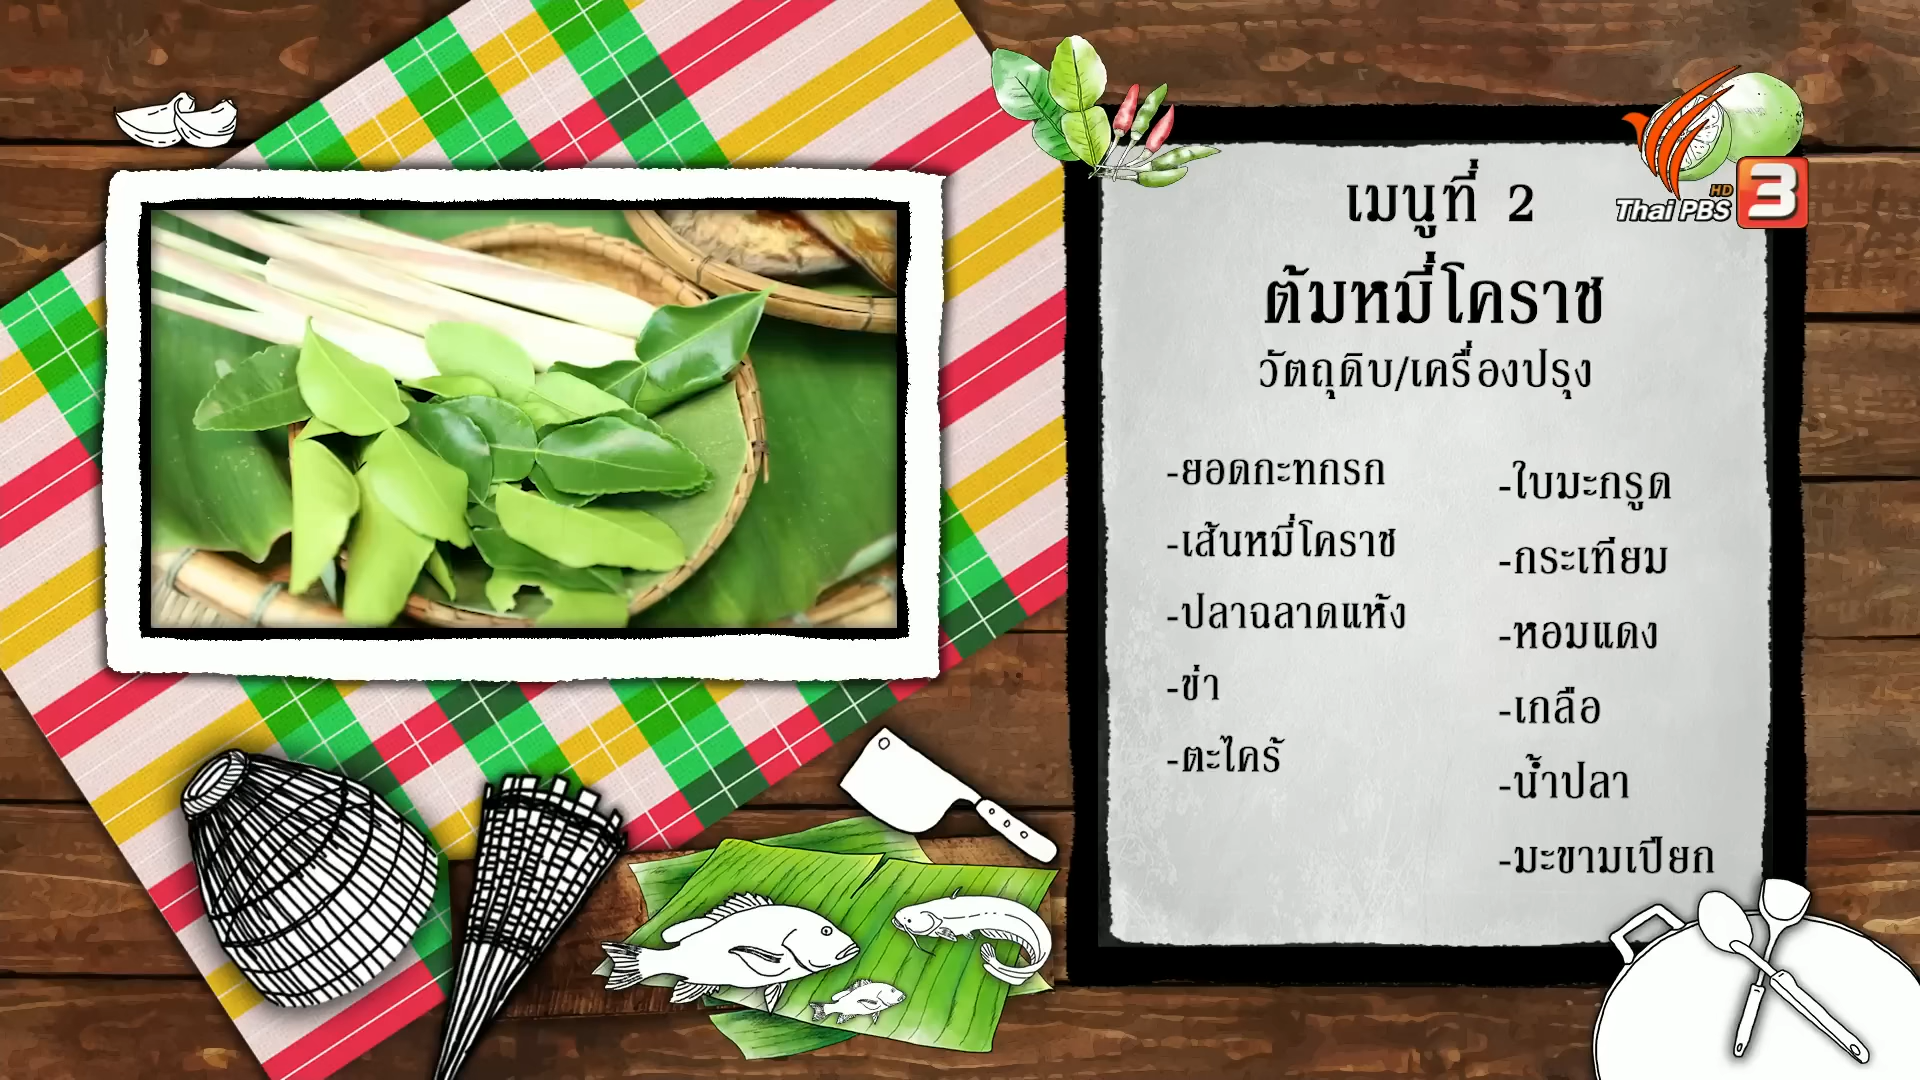 เมนูที่ 2
ต้มหมี่โคราช
วัตถุดิบ/เครื่องปรุง
-ยอดกะทกรก
-เส้นหมี่โคราช
-ปลาฉลาดแห้ง
-ข่า
-ตะไคร้
-ใบมะกรูด
-กระเทียม
-หอมแดง
-เกลือ
-น้ำปลา
-มะขามเปียก
HD
Thai PBS 3